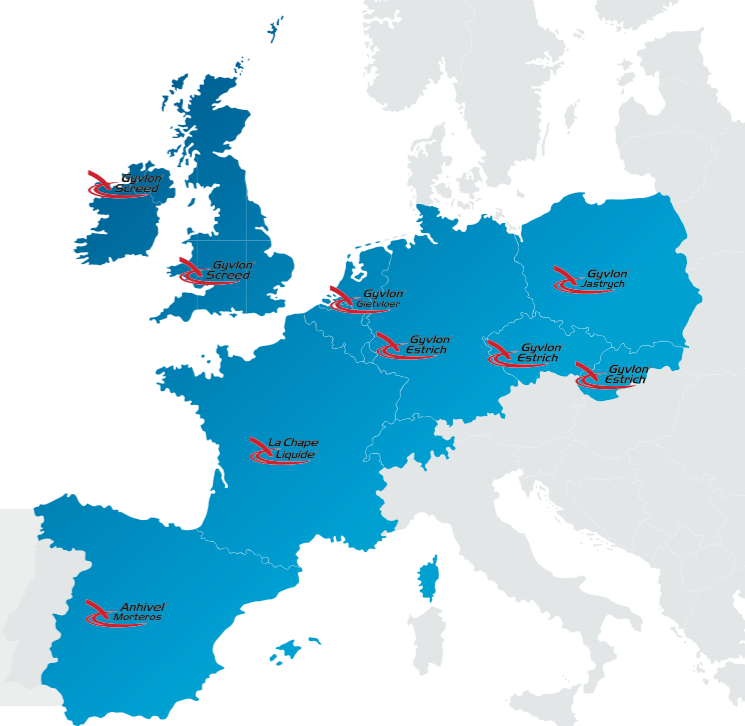 Gyvlon
Screed
Gyvlon
Screed
Gyvlon
Gietvloer
Gyvlon
Jastrych
Gyvlon
Estrich
Gyvlon
Estrich
Gyvlon
Estrich
La Chape
Liquide
Anhivel
Morteros